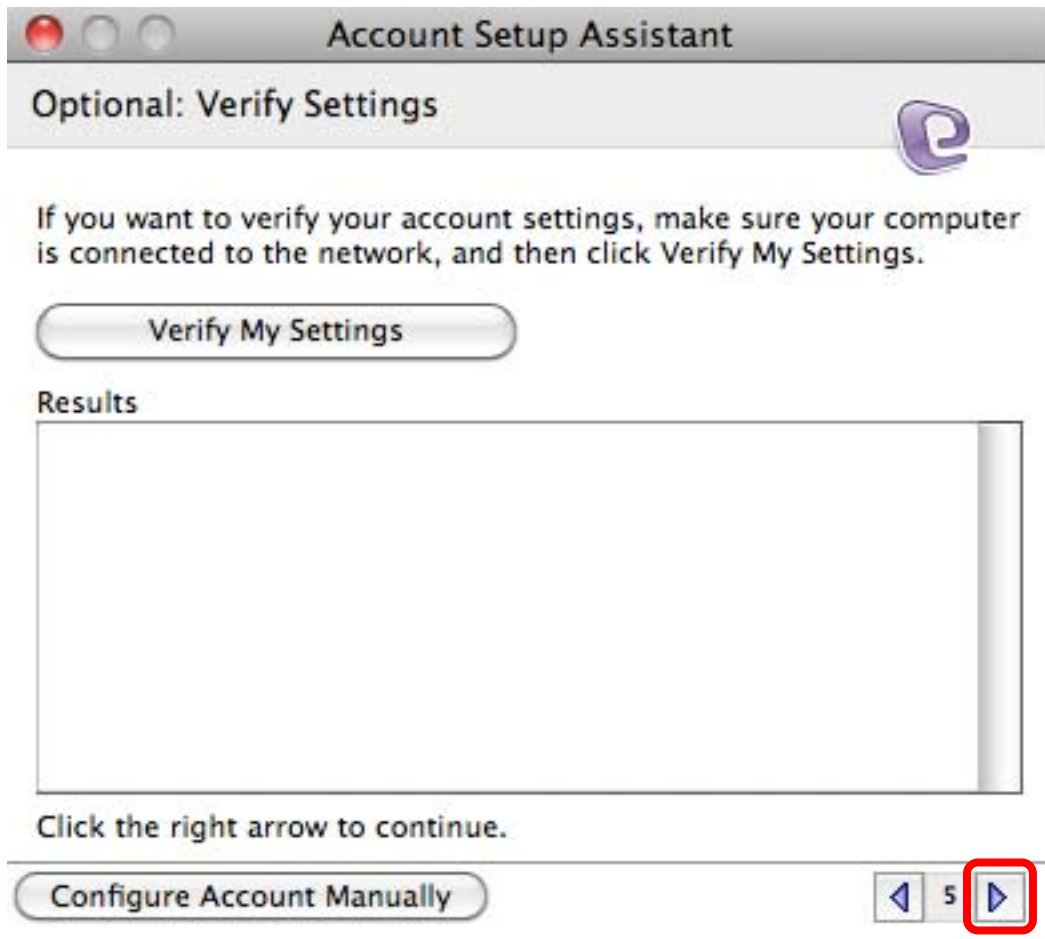 Account Setup Assistant
Optional: Verify Settings
If you want to verify your account settings, make sure your computer
is connected to the network, and then click Verify My Settings.
Verify My Settings
Results
Click the right arrow to continue.
Configure Account Manually
5